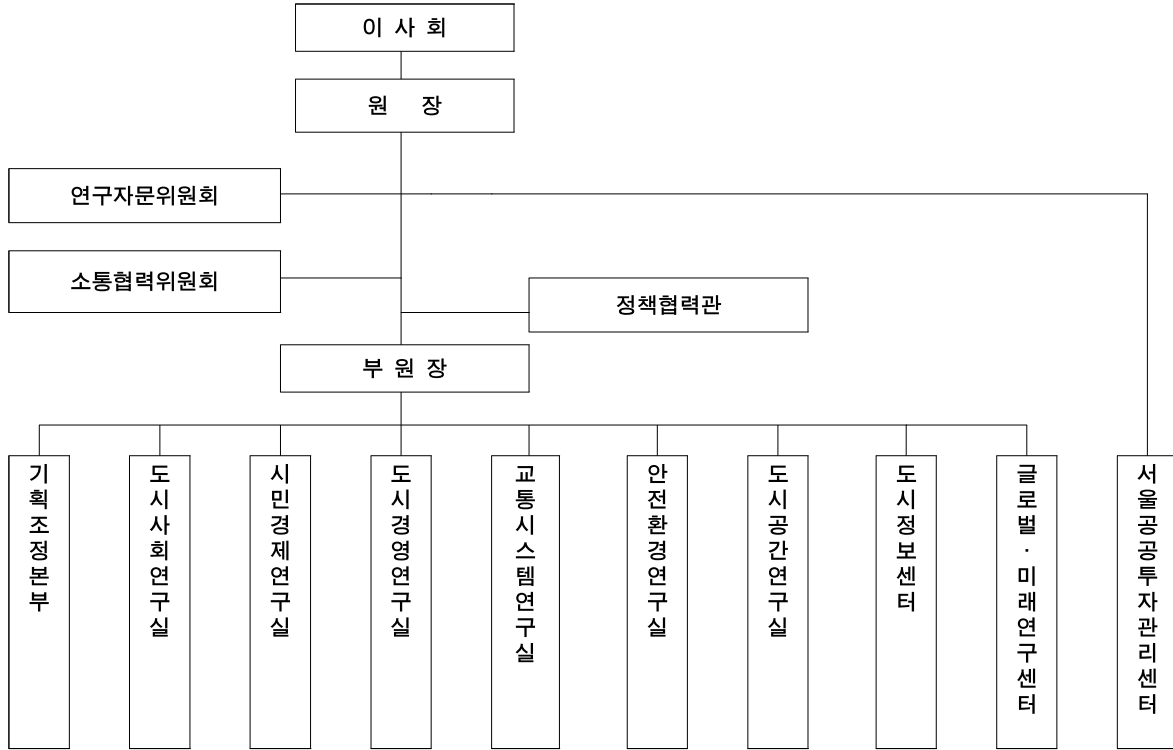 이 사 회
원 장
연구자문위원회
소통협력위원회
정책협력관
부 원 장
기획조정본부
도시사회연구실
시민경제연구실
도시경영연구실
교통시스템연구실
안전환경연구실
도시공간연구실
도시정보센터
글로벌·미래연구센터
서울공공투자관리센터